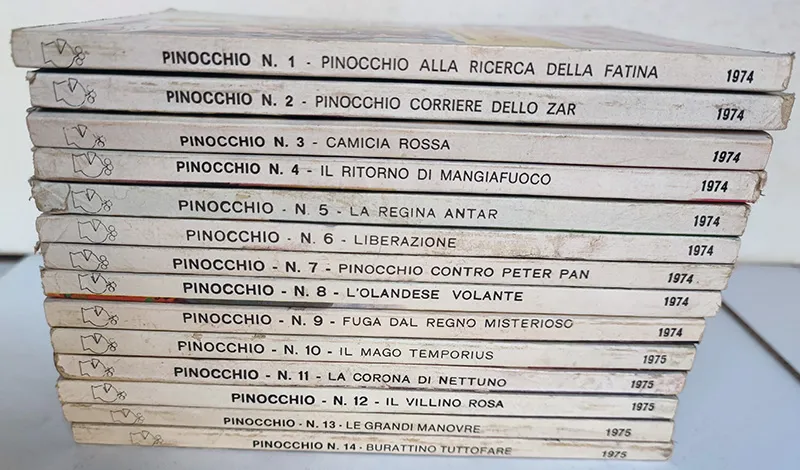 PINOCCHIO N. 1 - PINOCCHIO ALLA RICERCA DELLA FATINA 1974
PINOCCHIO N. 2 - PINOCCHIO CORRIERE DELLO ZAR 1974
PINOCCHIO N. 3 - CAMICIA ROSSA 1974
PINOCCHIO N. 4 - IL RITORNO DI MANGIAFUOCO 1974
PINOCCHIO - N. 5 - LA REGINA ANTAR 1974
PINOCCHIO - N. 6 - LIBERAZIONE 1974
PINOCCHIO - N. 7 - PINOCCHIO CONTRO PETER PAN 1974
PINOCCHIO - N. 8 - L'OLANDESE VOLANTE 1974
PINOCCHIO - N. 9 - FUGA DAL REGNO MISTERIOSO 1974
PINOCCHIO - N. 10 - IL MAGO TEMPORIUS 1975
PINOCCHIO - N. 11 - LA CORONA DI NETTUNO 1975
PINOCCHIO - N. 12 - IL VILLINO ROSA 1975
PINOCCHIO - N. 13 - LE GRANDI MANOVRE 1975
PINOCCHIO N. 14 - BURATTINO TUTTOFARE 1975